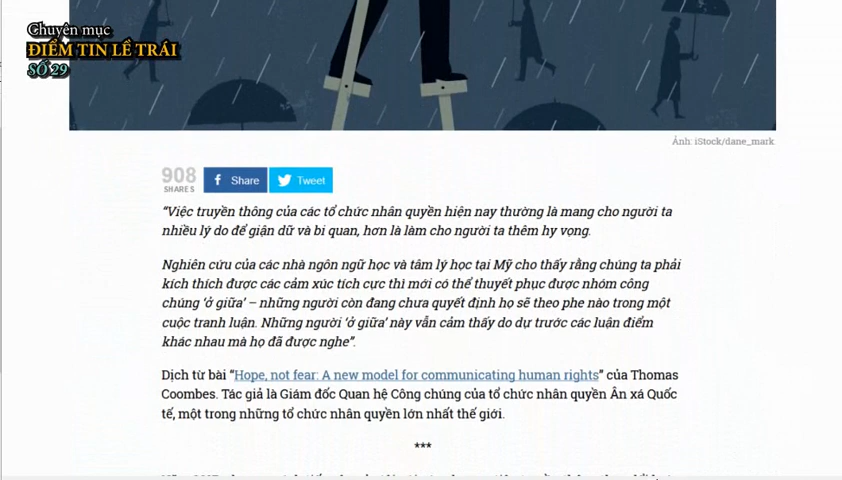 Chuyên mục
ĐIỂM TIN LỀ TRÁI
SỐ 29
Ảnh: iStock/dane_mark
908
SHARES
Share
Tweet
“Việc truyền thông của các tổ chức nhân quyền hiện nay thường là mang cho người ta
nhiều lý do để giận dữ và bi quan, hơn là làm cho người ta thêm hy vọng.
Nghiên cứu của các nhà ngôn ngữ học và tâm lý học tại Mỹ cho thấy rằng chúng ta phải
kích thích được các cảm xúc tích cực thì mới có thể thuyết phục được nhóm công
chúng ‘ở giữa’ – những người còn đang chưa quyết định họ sẽ theo phe nào trong một
cuộc tranh luận. Những người ‘ở giữa’ này vẫn cảm thấy do dự trước các luận điểm
khác nhau mà họ đã được nghe”.
Dịch từ bài “Hope, not fear: A new model for communicating human rights” của Thomas
Coombes. Tác giả là Giám đốc Quan hệ Công chúng của tổ chức nhân quyền Ân xá Quốc
tế, một trong những tổ chức nhân quyền lớn nhất thế giới.
***